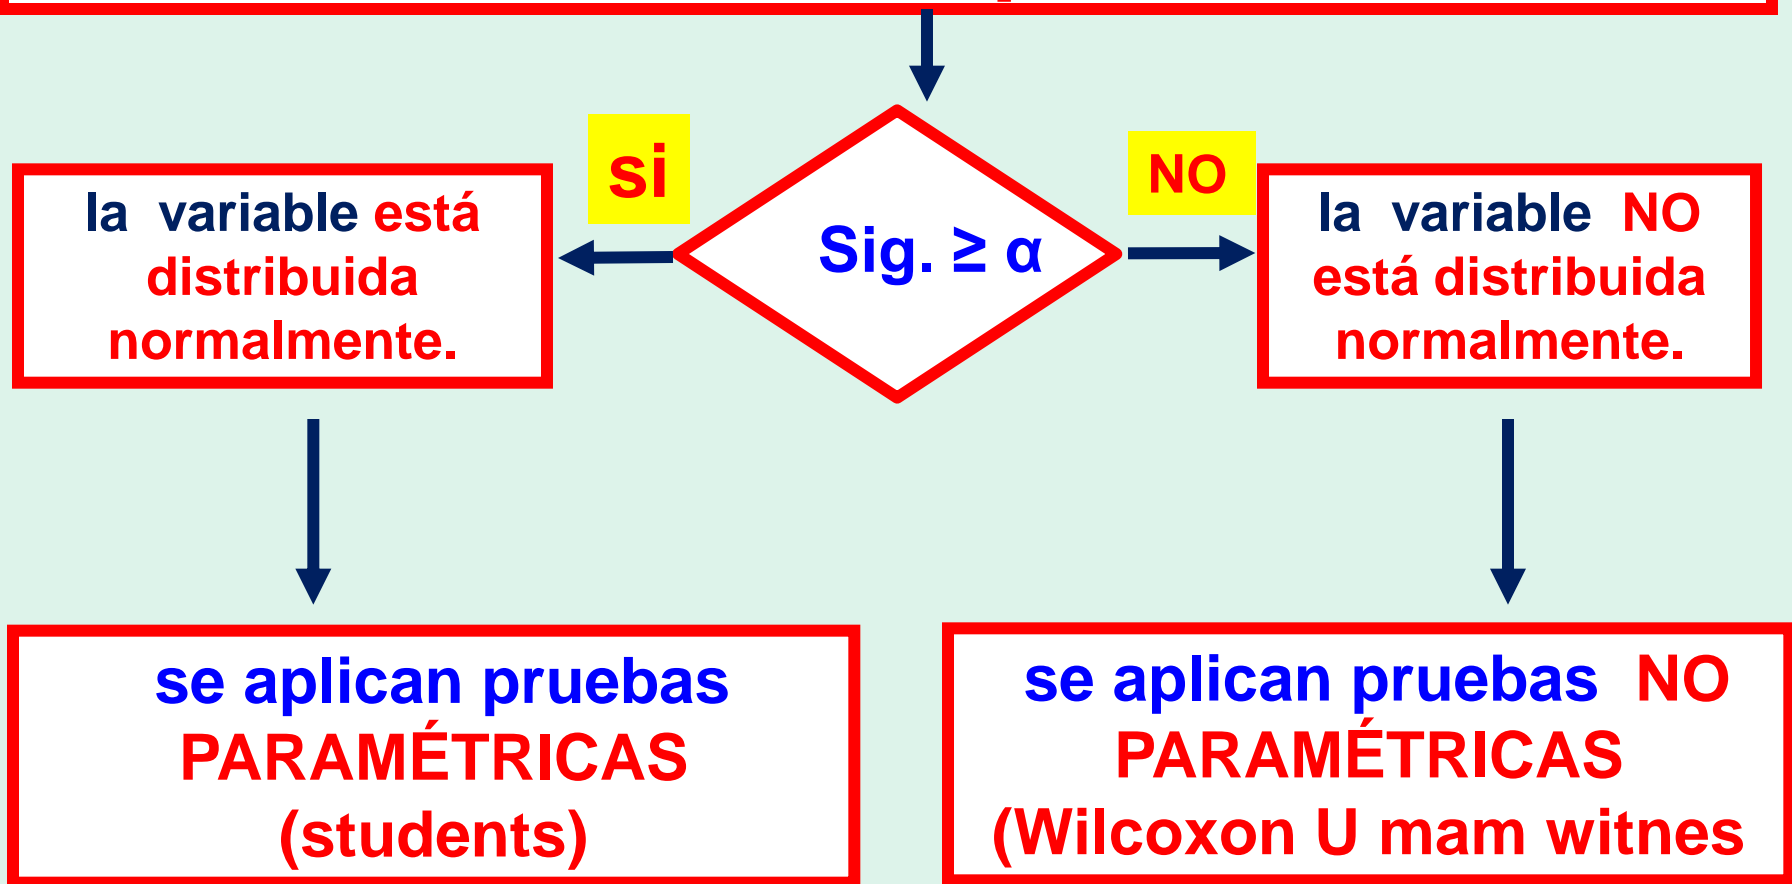 si
NO
la variable está
distribuida
normalmente.
Sig. ≥ α
la variable NO
está distribuida
normalmente.
se aplican pruebas
PARAMÉTRICAS
(students)
se aplican pruebas NO
PARAMÉTRICAS
(Wilcoxon U mam witnes